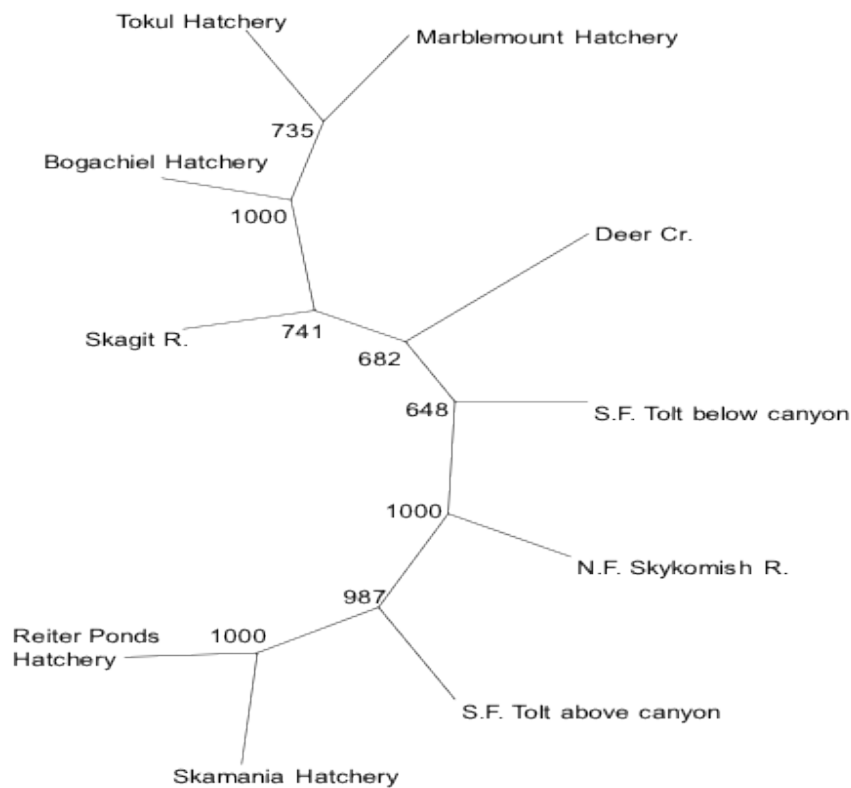 Tokul Hatchery
Marblemount Hatchery
735
Bogachiel Hatchery
1000
Deer Cr.
Skagit R.
741
682
648
S.F. Tolt below canyon
1000
N.F. Skykomish R.
987
Reiter Ponds
Hatchery
1000
S.F. Tolt above canyon
Skamania Hatchery